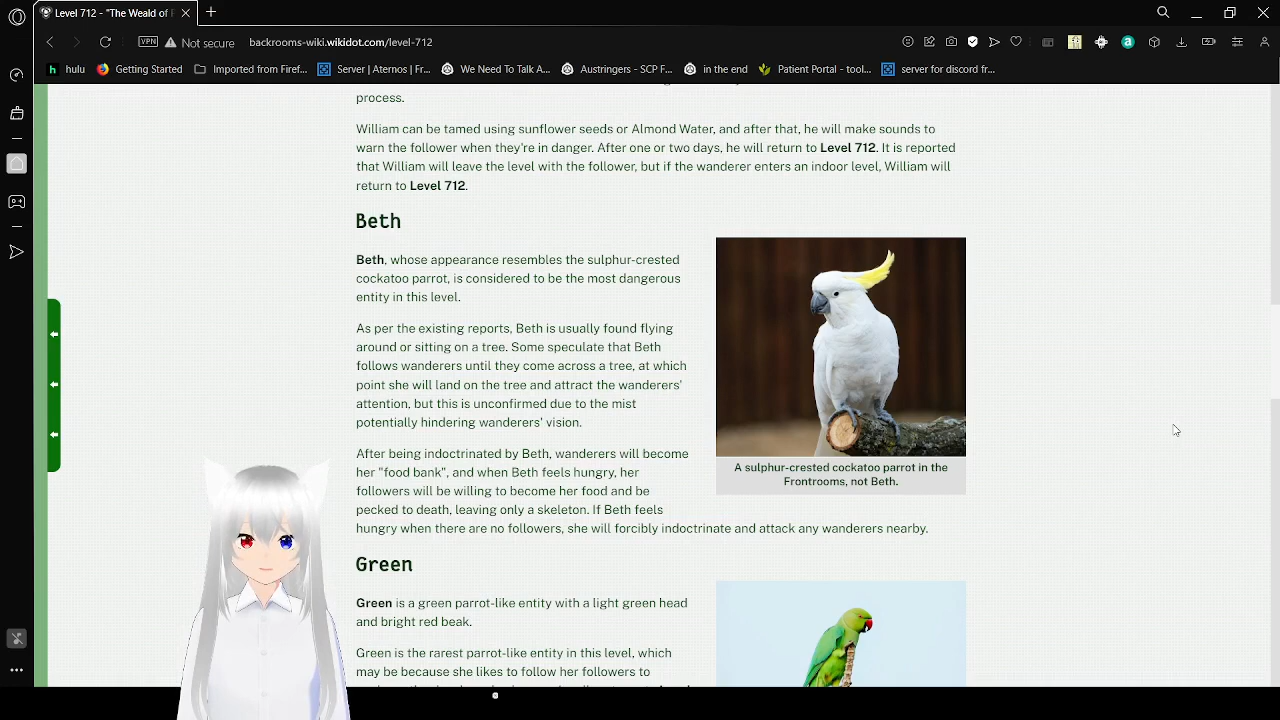 Level 712 - "The Weald of F
VPN
Not secure
backrooms-wiki.wikidot.com/level-712
hulu
Getting Started
Imported from Firef...
Server | Aternos | Fr...
We Need To Talk A...
Austringers - SCP F...
in the end
Patient Portal - tool...
server for discord fr...
process.
William can be tamed using sunflower seeds or Almond Water, and after that, he will make sounds to
warn the follower when they're in danger. After one or two days, he will return to Level 712. It is reported
that William will leave the level with the follower, but if the wanderer enters an indoor level, William will
return to Level 712.
Beth
Beth, whose appearance resembles the sulphur-crested
cockatoo parrot, is considered to be the most dangerous
entity in this level.
As per the existing reports, Beth is usually found flying
around or sitting on a tree. Some speculate that Beth
follows wanderers until they come across a tree, at which
point she will land on the tree and attract the wanderers'
attention, but this is unconfirmed due to the mist
potentially hindering wanderers' vision.
After being indoctrinated by Beth, wanderers will become
her "food bank", and when Beth feels hungry, her
followers will be willing to become her food and be
pecked to death, leaving only a skeleton. If Beth feels
hungry when there are no followers, she will forcibly indoctrinate and attack any wanderers nearby.
A sulphur-crested cockatoo parrot in the
Frontrooms, not Beth.
Green
Green is a green parrot-like entity with a light green head
and bright red beak.
Green is the rarest parrot-like entity in this level, which
may be because she likes to follow her followers to